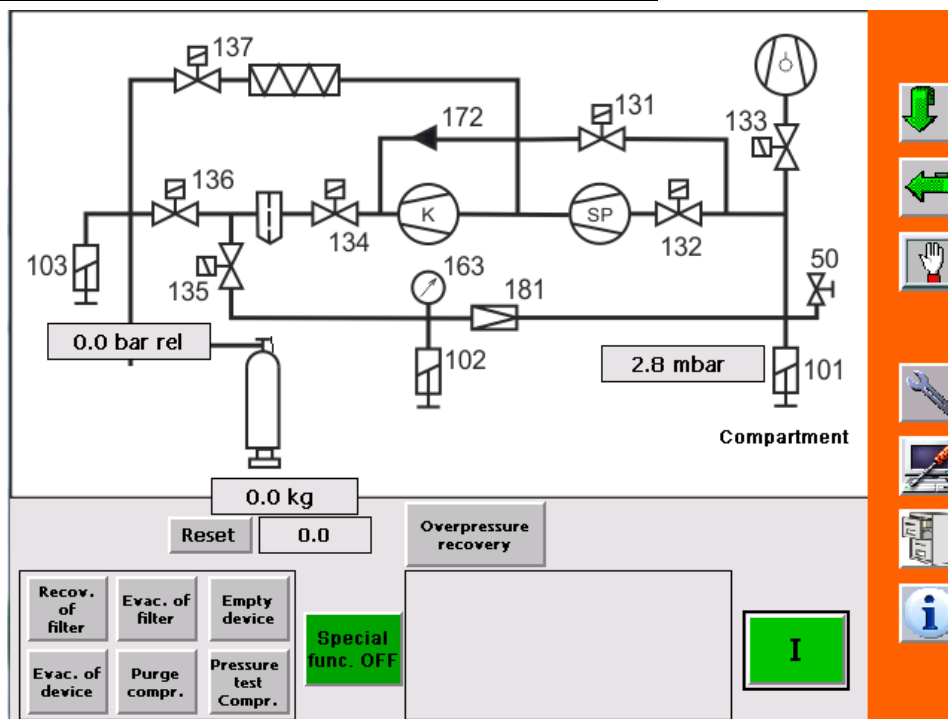 137
172
131
133
136
134
K
SP
132
103
135
163
181
50
0.0 bar rel
102
2.8 mbar
101
Compartment
0.0 kg
Reset
0.0
Overpressure
recovery
Recov.
of
filter
Evac. of
filter
Empty
device
Special
func. OFF
I
Evac. of
device
Purge
compr.
Pressure
test
Compr.
i